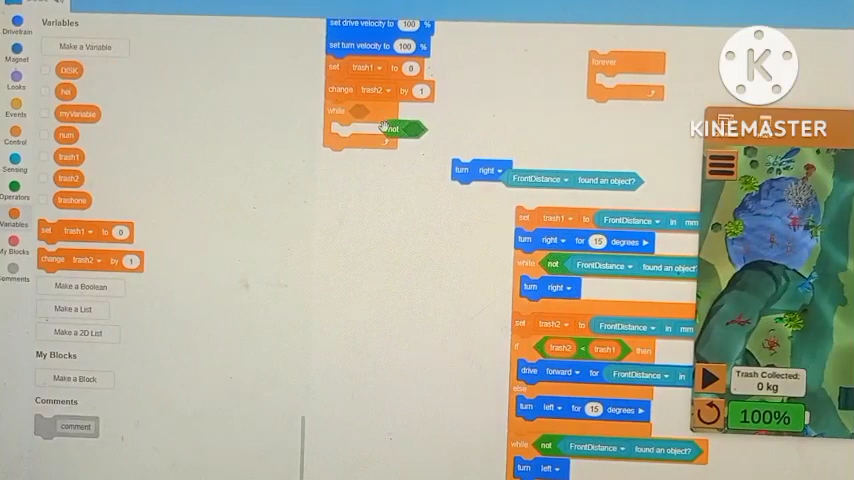 Drivetrain
Magnet
Looks
Events
Control
Sensing
Operators
Variables
My Blocks
Comments
Variables
Make a Variable
DISK
hei
myVariable
num
trash1
trash2
trashone
set trash1 to 0
change trash2 by 1
Make a Boolean
Make a List
Make a 2D List
My Blocks
Make a Block
Comments
comment
set drive velocity to 100 %
set turn velocity to 100 %
set trash1 to 0
change trash2 by 1
while
not
forever
turn right
FrontDistance found an object?
set trash1 to FrontDistance in mm
turn right for 15 degrees
while not FrontDistance found an object?
turn right
set trash2 to FrontDistance in mm
if trash2 < trash1 then
drive forward for FrontDistance in
else
turn left for 15 degrees
while not FrontDistance found an object?
turn left
K
KINEMASTER
Trash Collected:
0 kg
100%